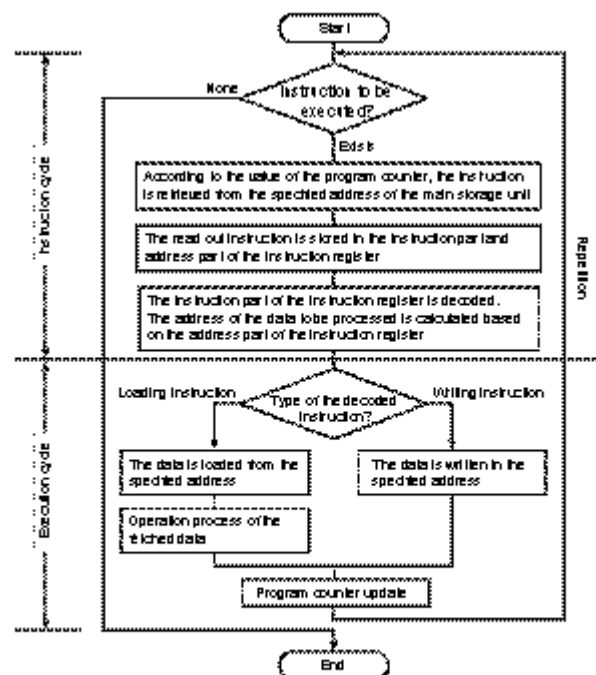 Start
None
Instruction to be
executed?
Exists
According to the value of the program counter, the instruction
is retrieved from the specified address of the main storage unit
The read out instruction is stored in the instruction part and
address part of the instruction register
The instruction part of the instruction register is decoded.
The address of the data to be processed is calculated based
on the address part of the instruction register
Instruction cycle
Repetition
Loading instruction
Type of the decoded
instruction?
Writing instruction
The data is loaded from the
specified address
The data is written in the
specified address
Operation process of the
fetched data
Execution cycle
Program counter update
End